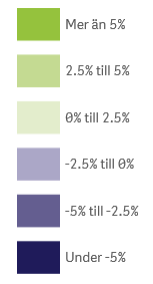 Mer än 5%
2.5% till 5%
0% till 2.5%
-2.5% till 0%
-5% till -2.5%
Under -5%